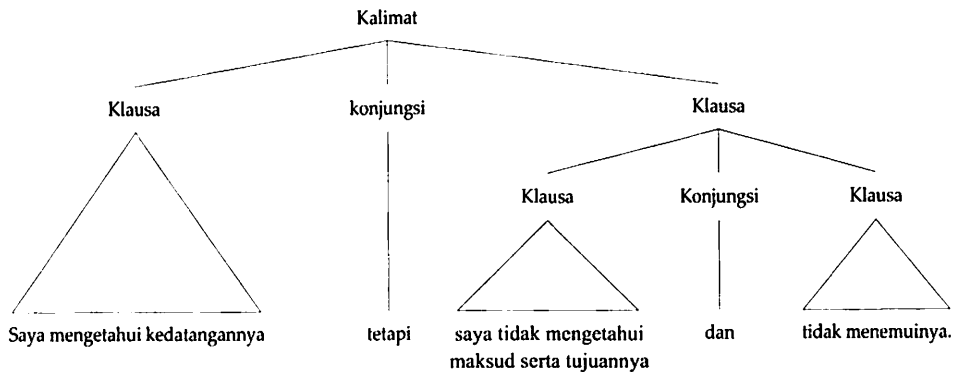 Kalimat
Klausa
konjungsi
Klausa
Klausa
Konjungsi
Klausa
Saya mengetahui kedatangannya
tetapi
saya tidak mengetahui
maksud serta tujuannya
dan
tidak menemuinya.